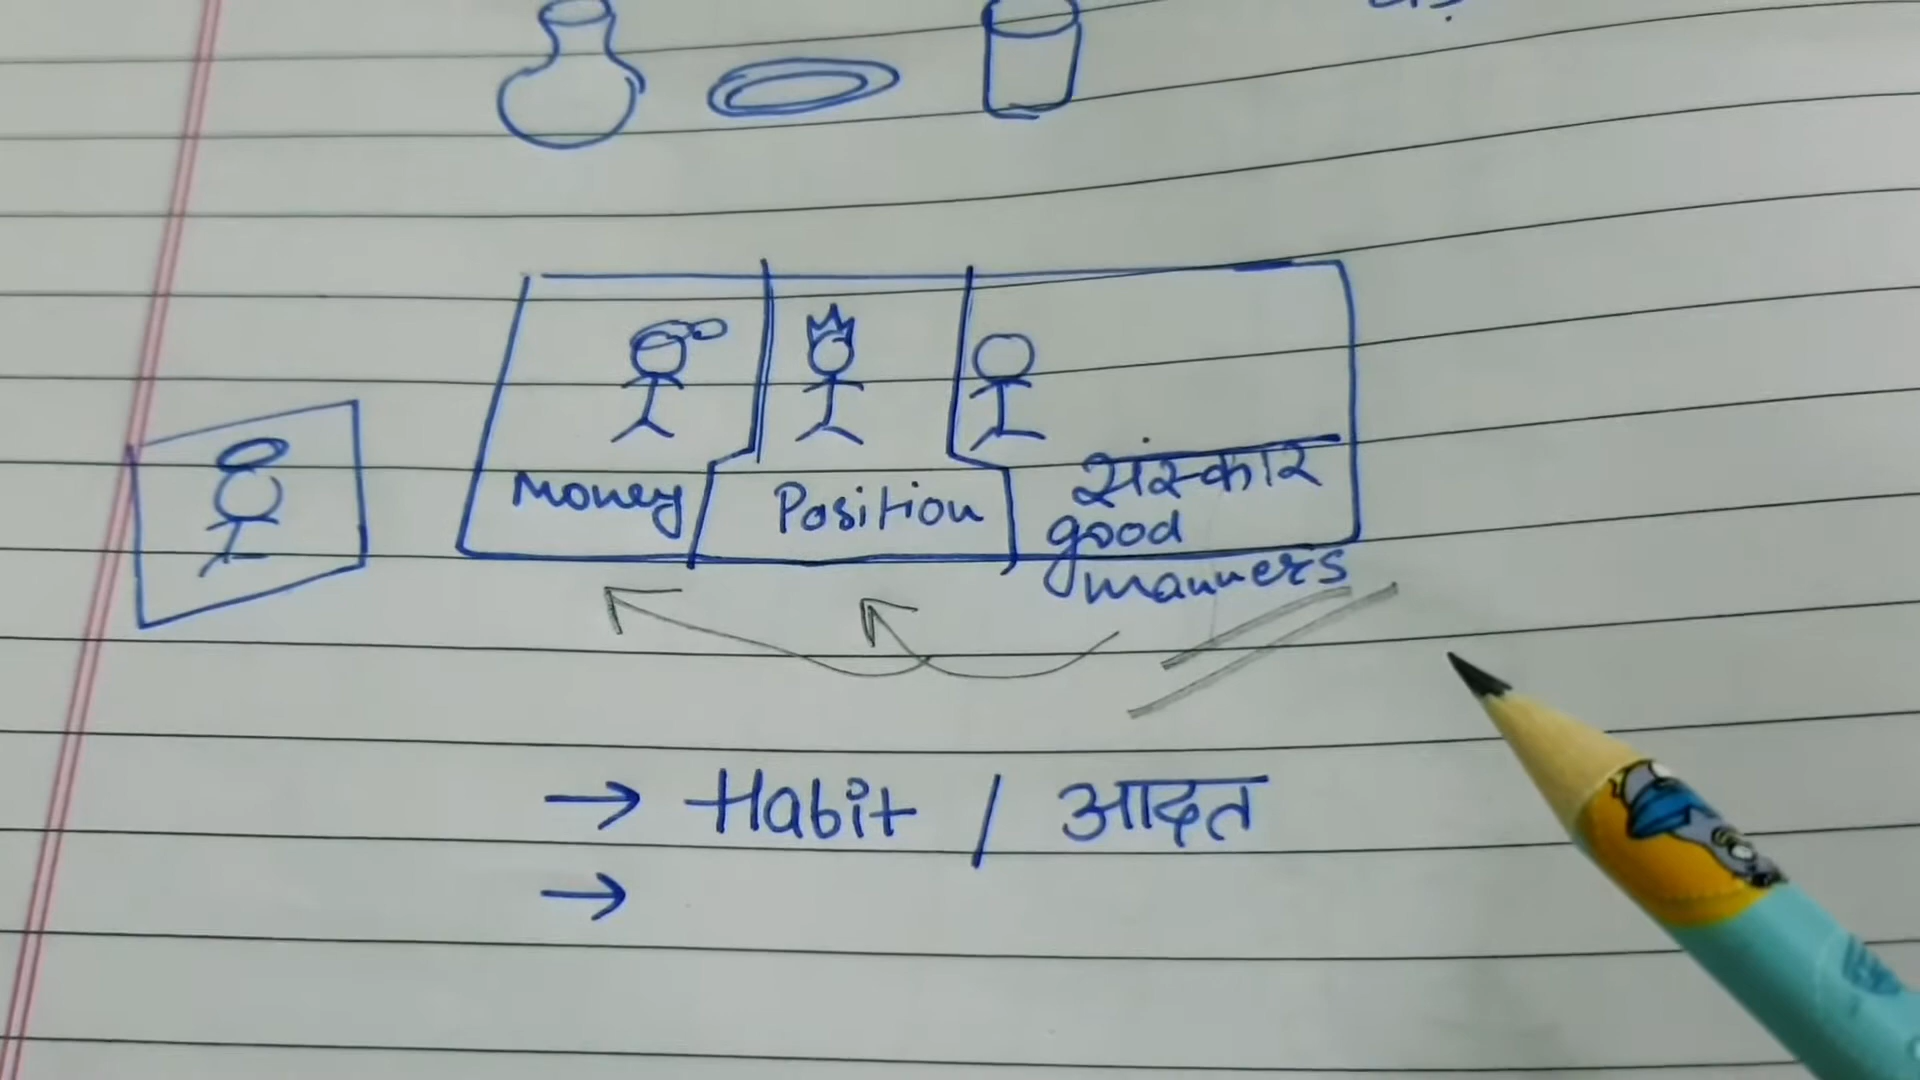 Money
Position
संस्कार
good
manners
→ Habit / आदत
→